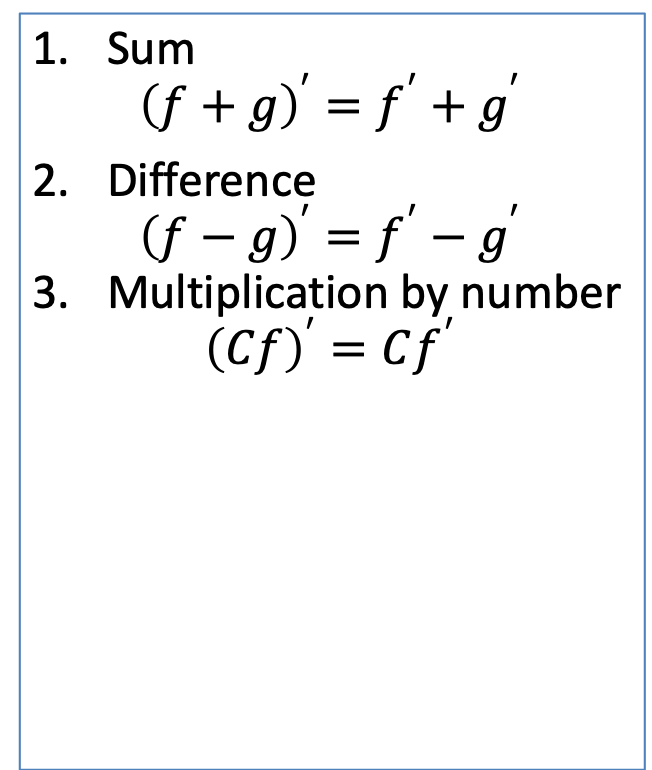 1. Sum
(f + g)′ = f′ + g′
2. Difference
(f − g)′ = f′ − g′
3. Multiplication by number
(Cf)′ = Cf′